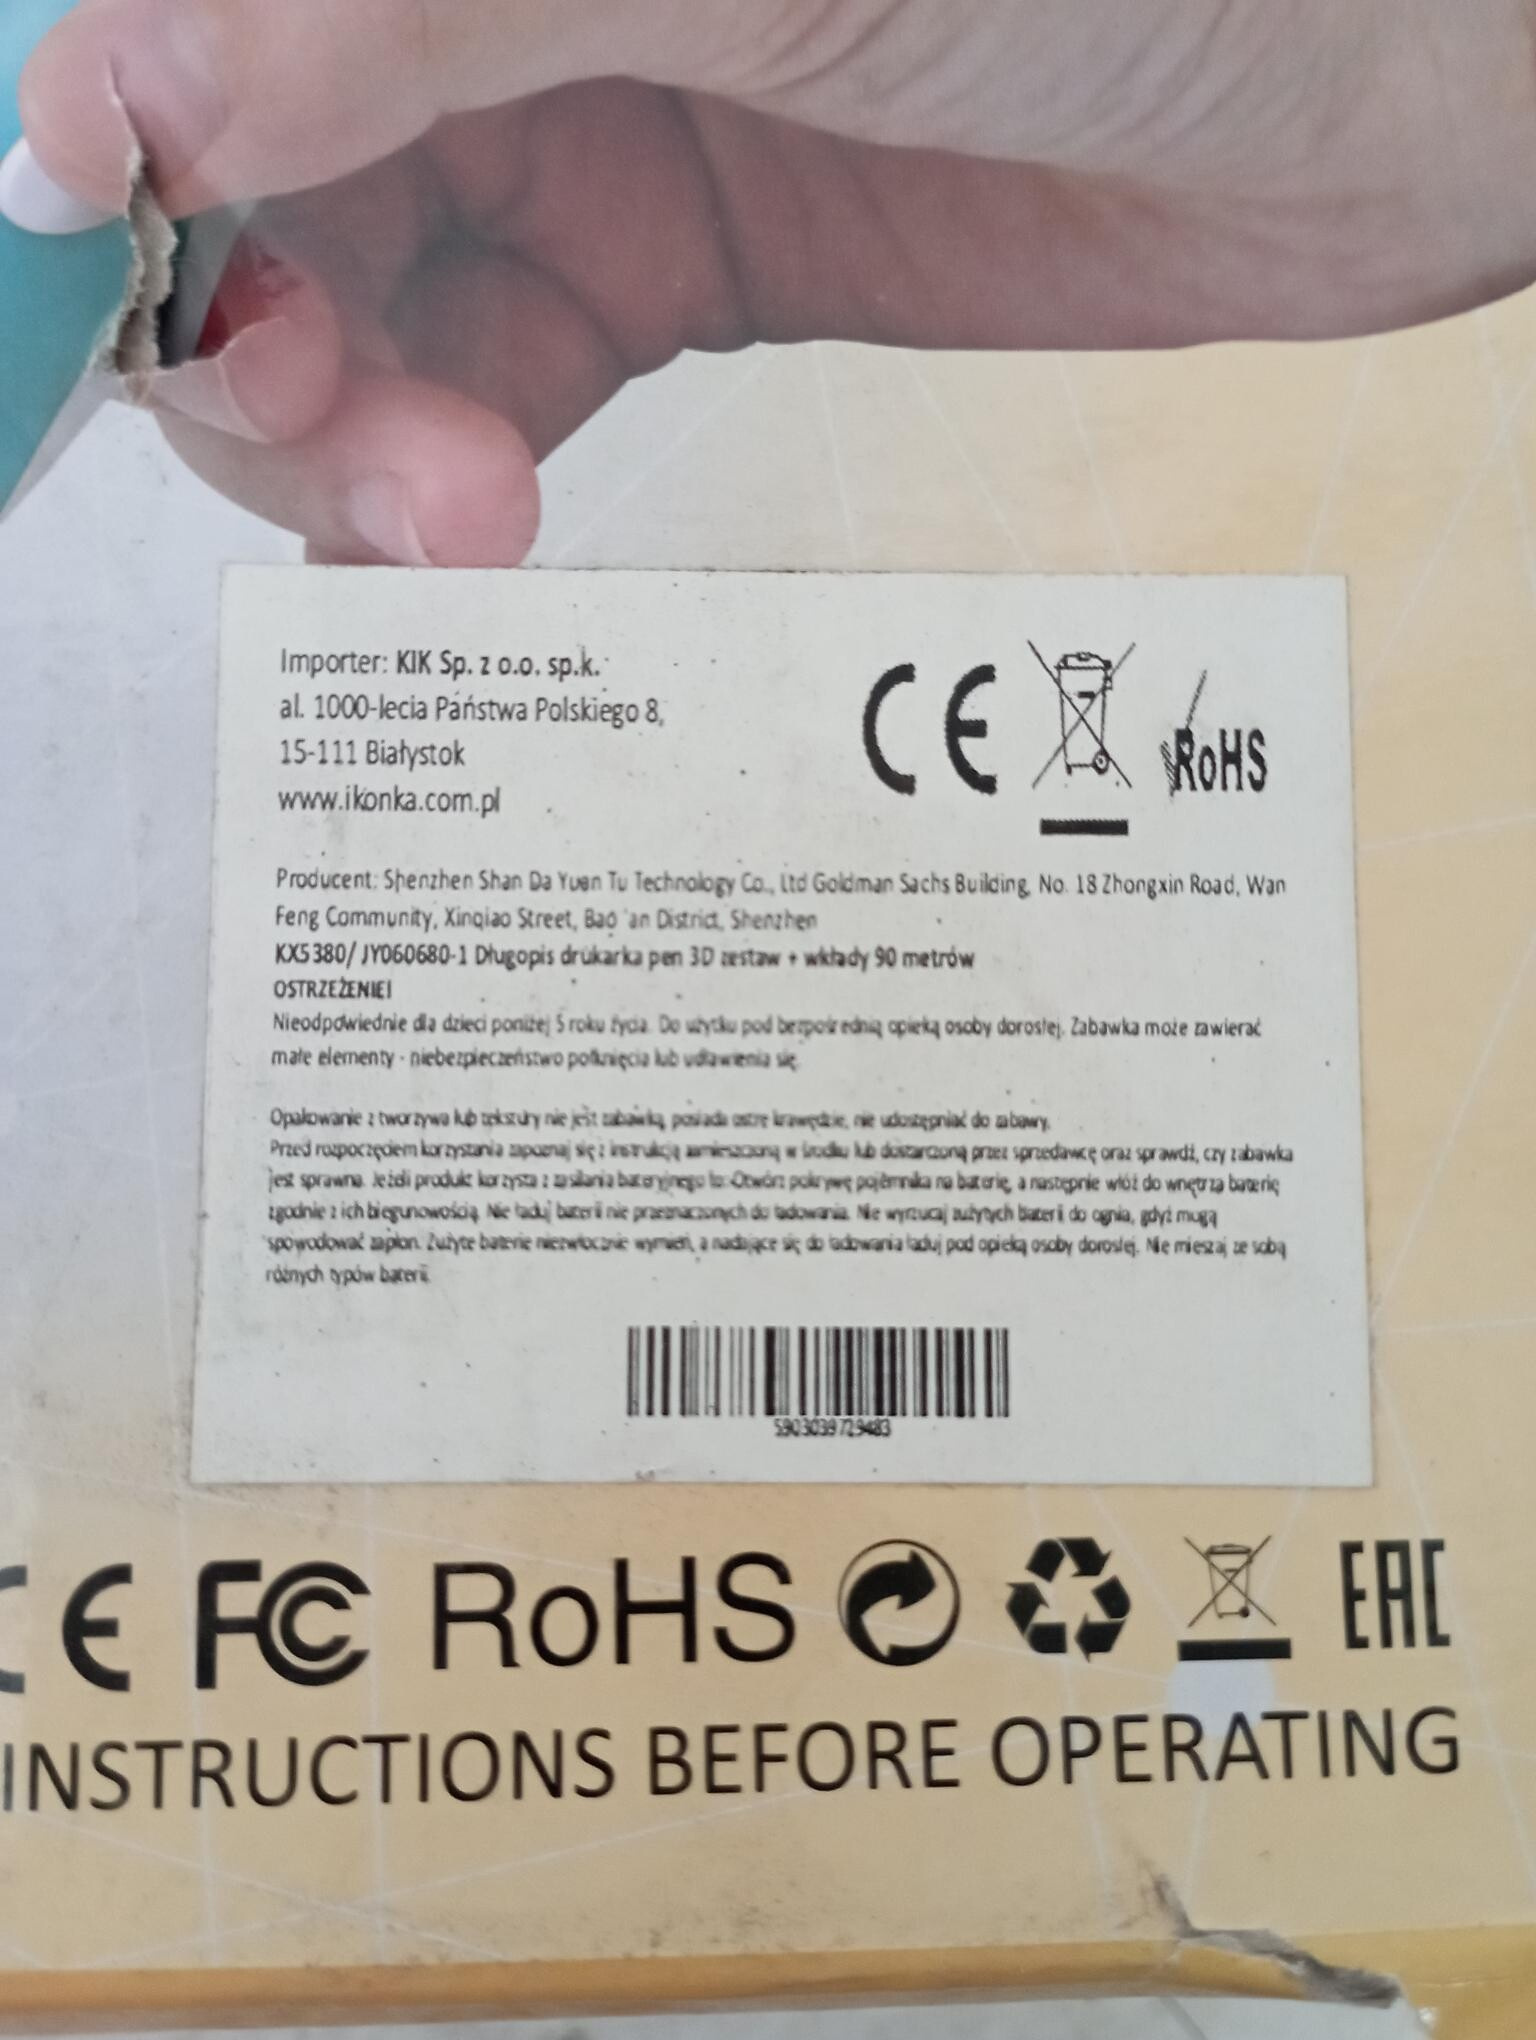 Importer: KIK Sp. z o.o. sp.k.
al. 1000-lecia Państwa Polskiego 8,
15-111 Białystok
www.ikonka.com.pl
CE
RoHS
Producent: Shenzhen Shan Da Yuan Tu Technology Co., Ltd Goldman Sachs Building, No. 18 Zhongxin Road, Wan
Feng Community, Xinqiao Street, Bao 'an District, Shenzhen
KX5380/ JY060680-1 Długopis drukarka pen 3D zestaw + wkłady 90 metrów
OSTRZEŻENIE!
Nieodpowiednie dla dzieci poniżej 5 roku życia. Do użytku pod bezpośrednią opieką osoby dorosłej. Zabawka może zawierać
małe elementy - niebezpieczeństwo połknięcia lub udławienia się.
Opakowanie z tworzywa lub tekstury nie jest zabawką, posiada ostre krawędzie, nie udostępniać do zabawy.
Przed rozpoczęciem korzystania zapoznaj się z instrukcją zamieszczoną w środku lub dostarczoną przez sprzedawcę oraz sprawdź, czy zabawka
jest sprawna. Jeżeli produkt korzysta z zasilania bateryjnego to: Otwórz pokrywę pojemnika na baterię, a następnie włóż do wnętrza baterię
zgodnie z ich biegunowością. Nie ładuj baterii nie przeznaczonych do ładowania. Nie wyrzucaj zużytych baterii do ognia, gdyż mogą
spowodować zapłon. Zużyte baterie niezwłocznie wymień, a nadające się do ładowania ładuj pod opieką osoby dorosłej. Nie mieszaj ze sobą
różnych typów baterii.
5903039729483
CE FC RoHS EAC
INSTRUCTIONS BEFORE OPERATING